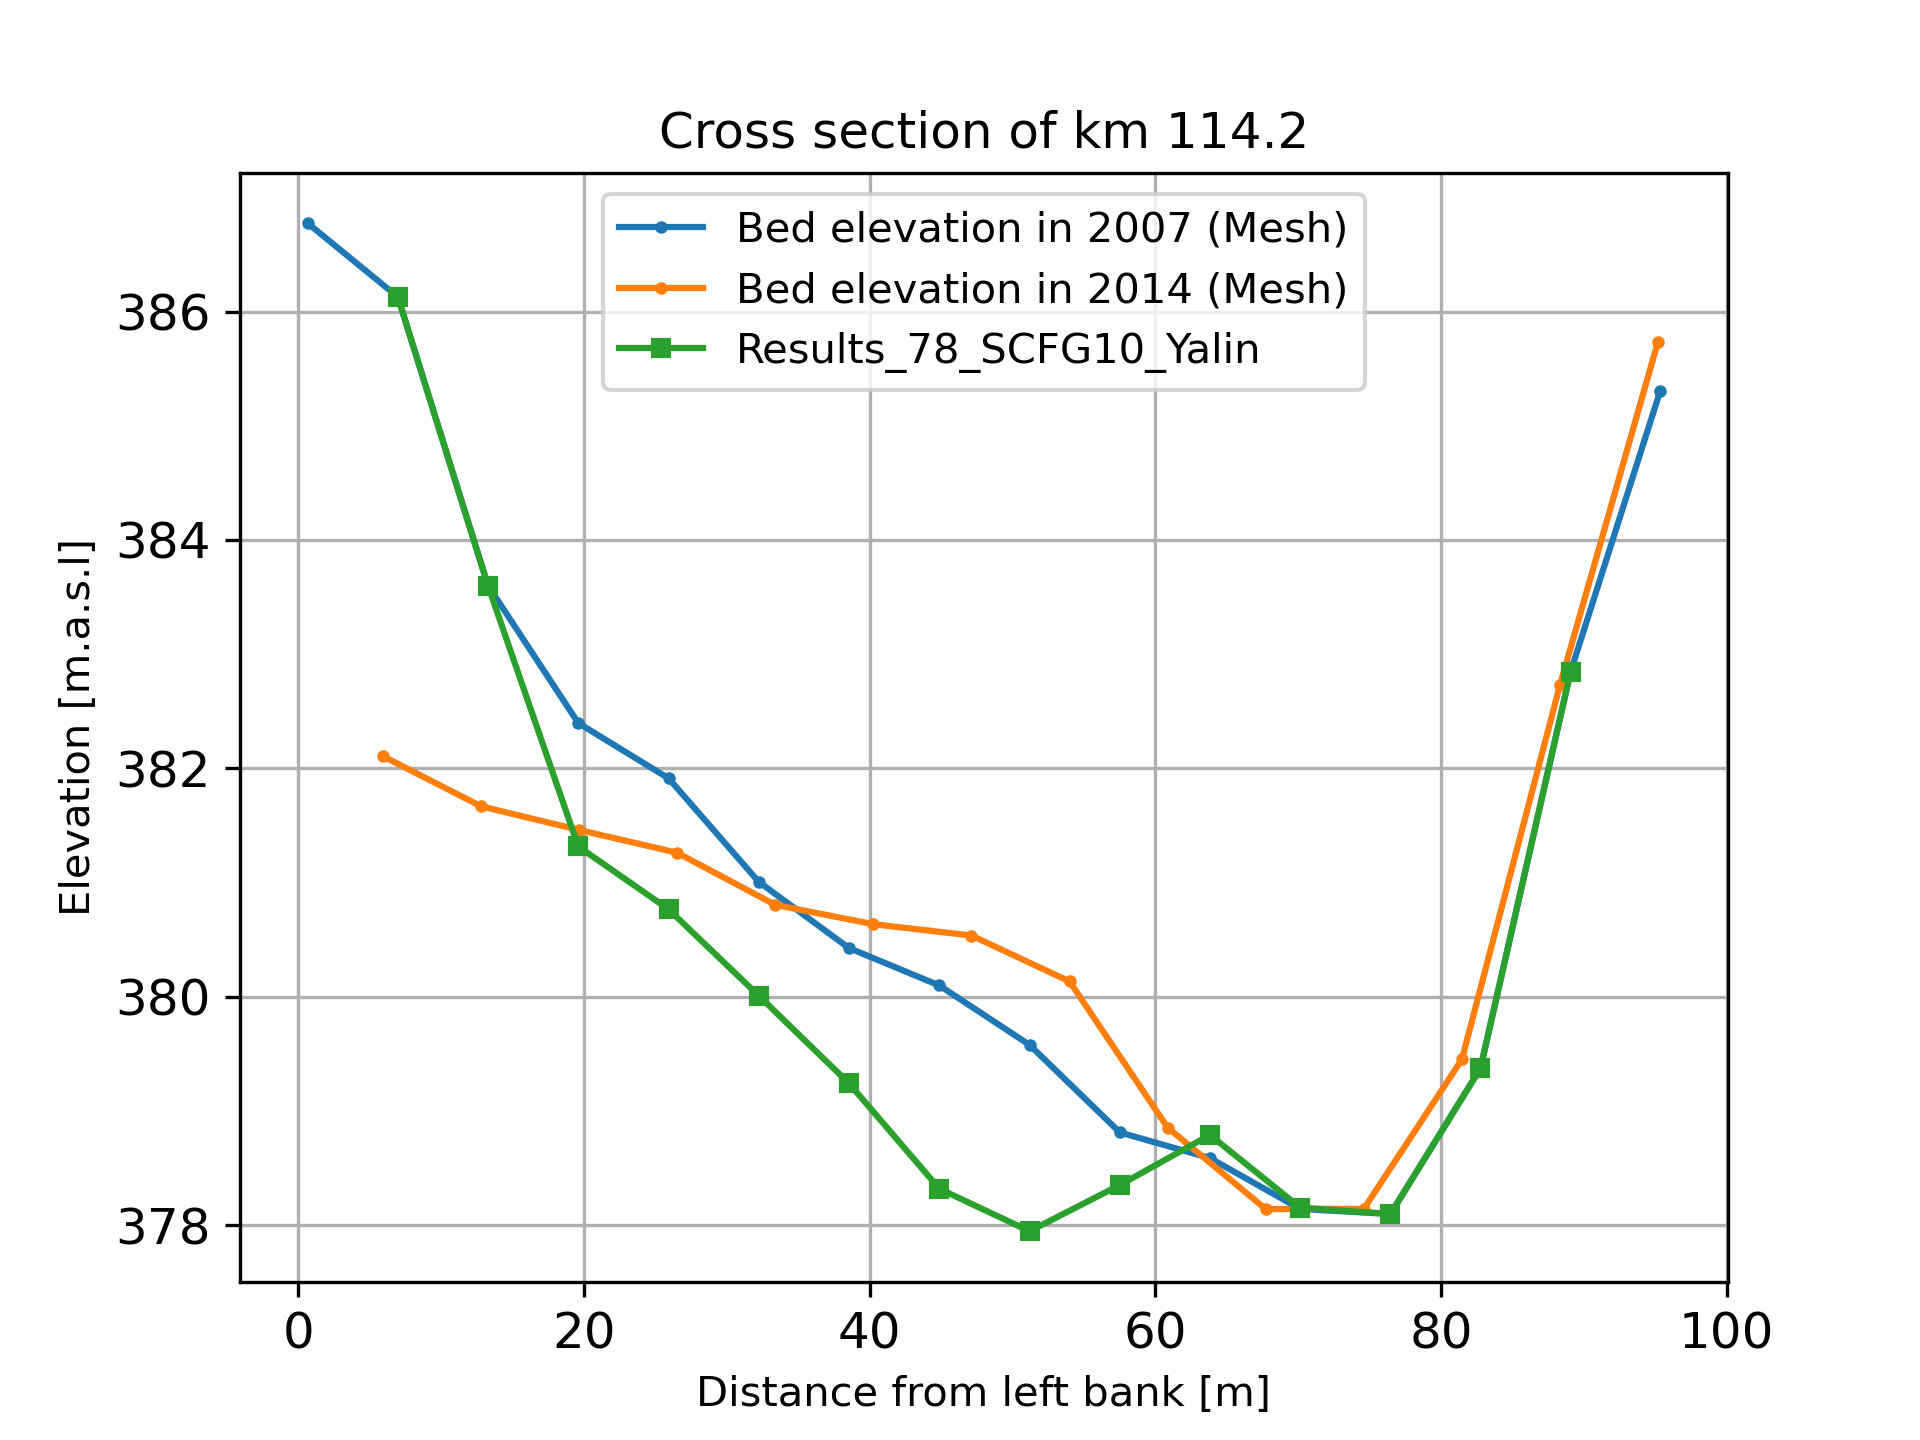 Cross section of km 114.2
Bed elevation in 2007 (Mesh)
Bed elevation in 2014 (Mesh)
Results_78_SCFG10_Yalin
386
384
382
380
378
Elevation [m.a.s.l]
0 20 40 60 80 100
Distance from left bank [m]